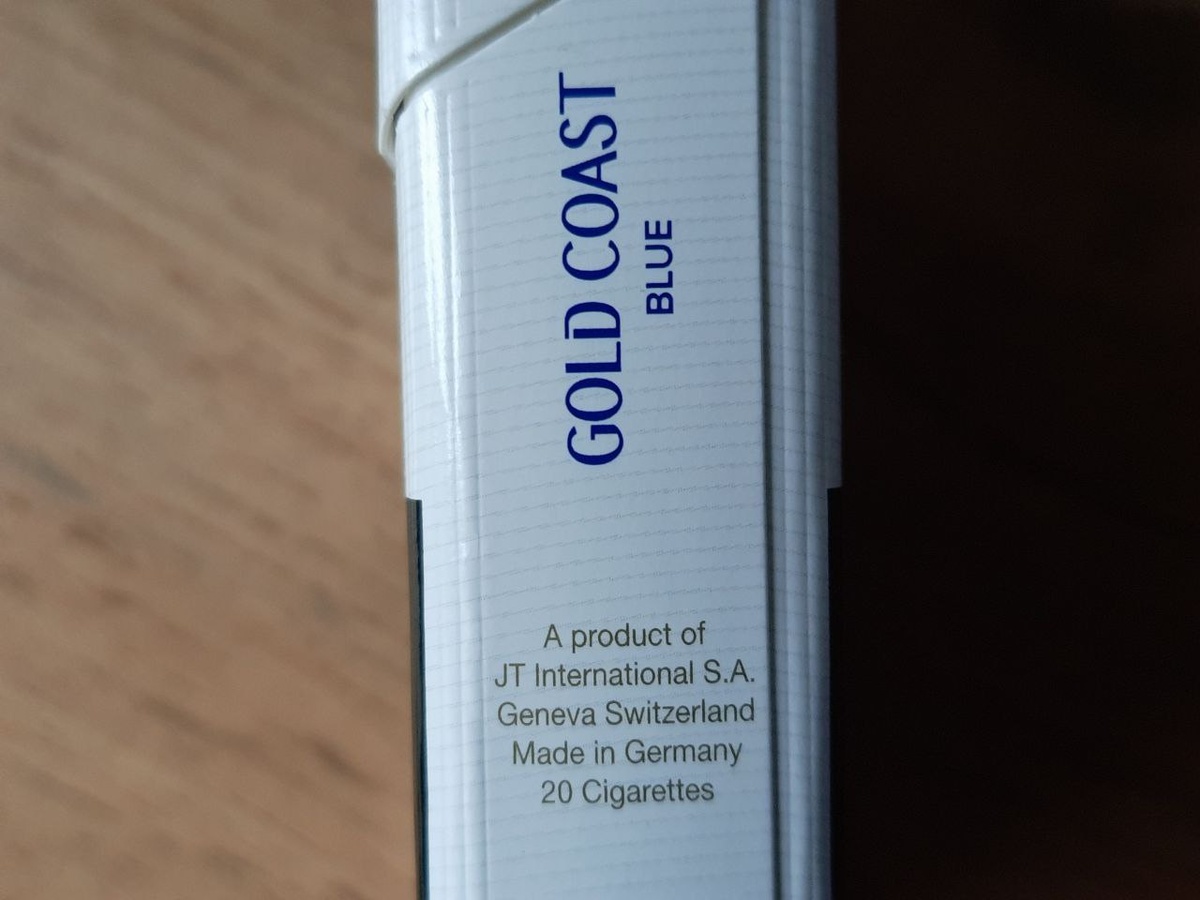 GOLD COAST
BLUE
A product of
JT International S.A.
Geneva Switzerland
Made in Germany
20 Cigarettes